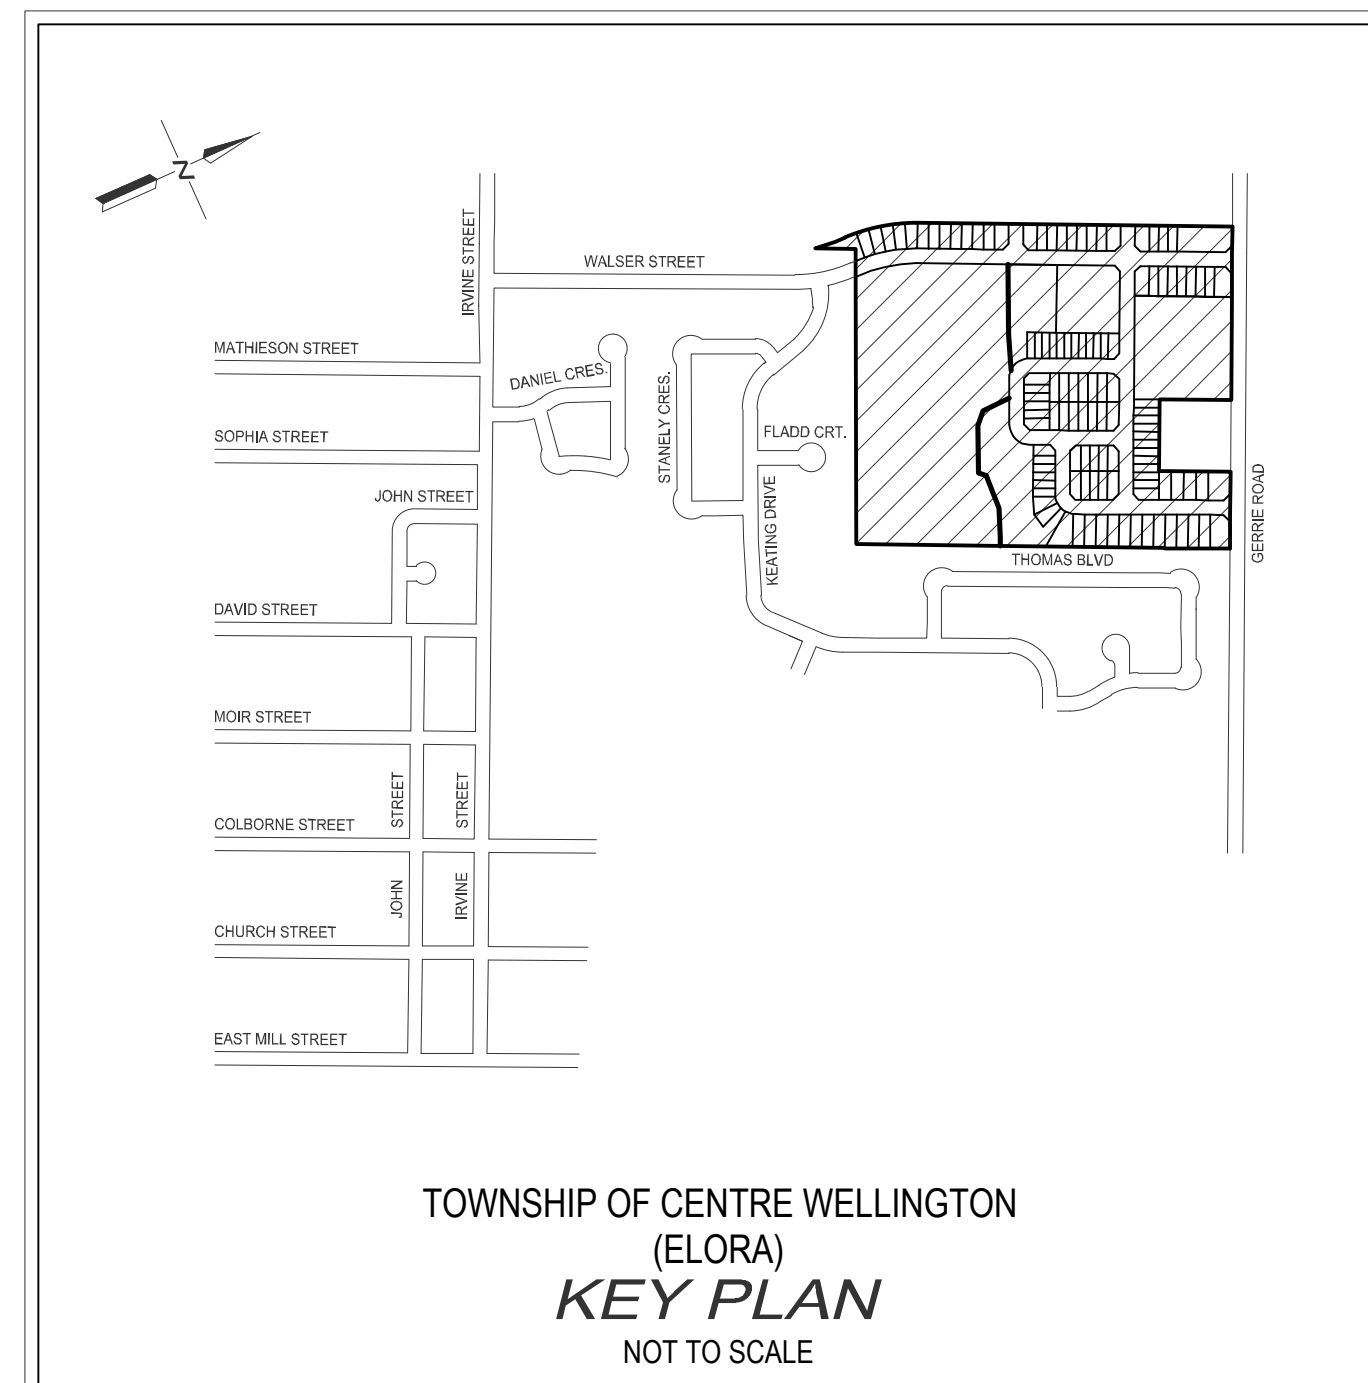 N
IRVINE STREET
WALSER STREET
MATHIESON STREET
DANIEL CRES.
STANELY CRES.
SOPHIA STREET
FLADD CRT.
JOHN STREET
KEATING DRIVE
GERRIE ROAD
THOMAS BLVD
DAVID STREET
MOIR STREET
JOHN STREET
IRVINE STREET
COLBORNE STREET
CHURCH STREET
EAST MILL STREET
TOWNSHIP OF CENTRE WELLINGTON
(ELORA)
KEY PLAN
NOT TO SCALE